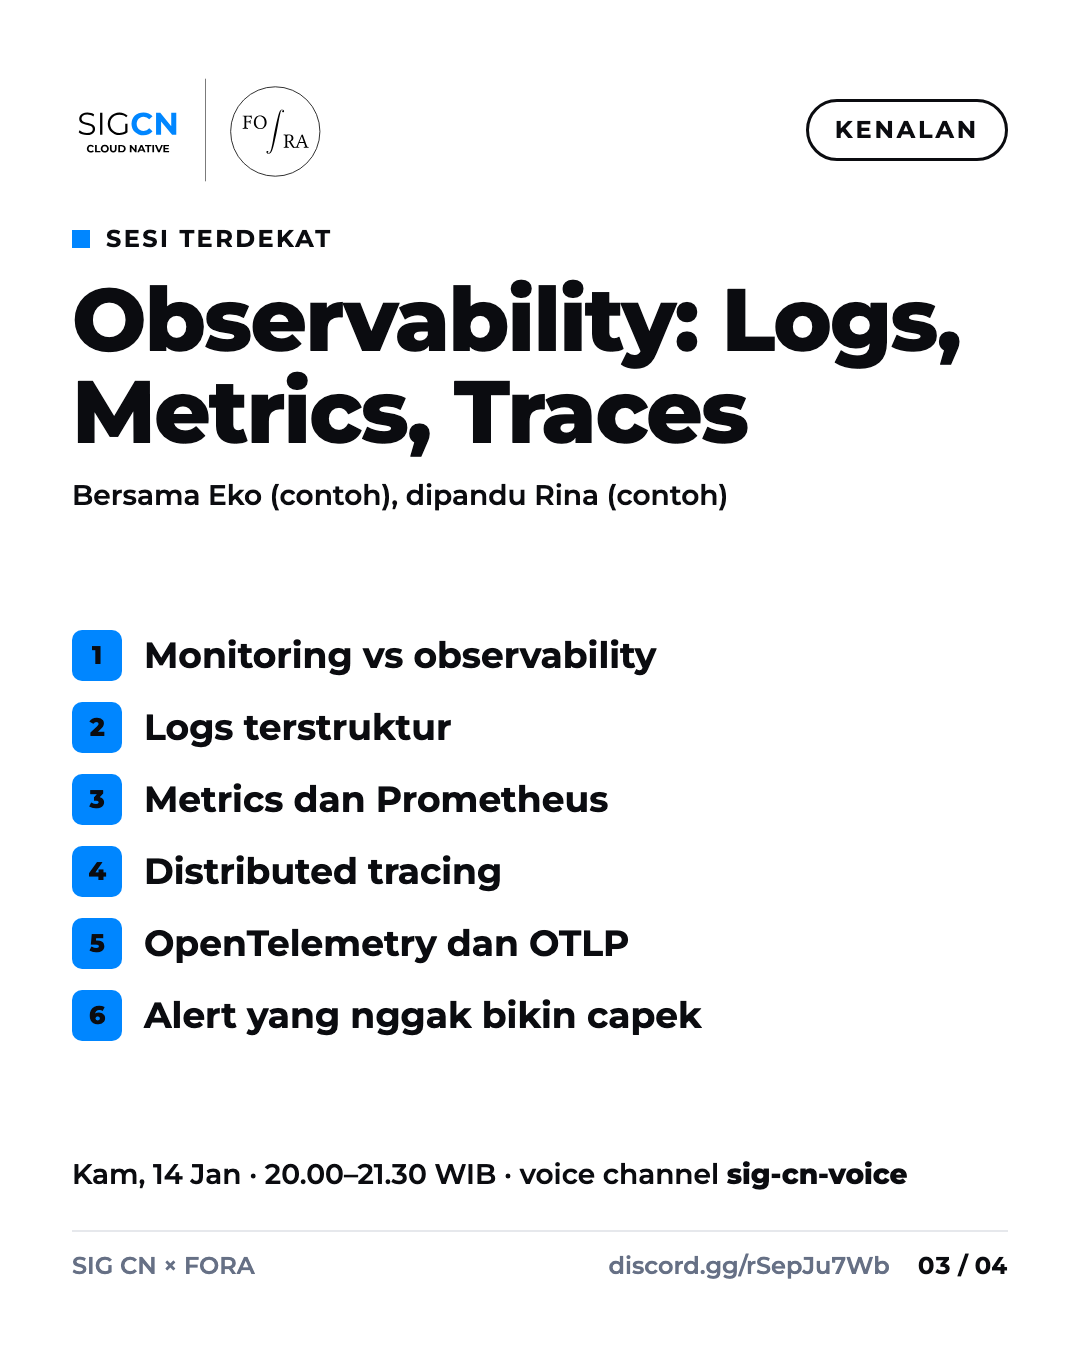 SIGCN
CLOUD NATIVE
FO
RA
KENALAN
SESI TERDEKAT
Observability: Logs,
Metrics, Traces
Bersama Eko (contoh), dipandu Rina (contoh)
1 Monitoring vs observability
2 Logs terstruktur
3 Metrics dan Prometheus
4 Distributed tracing
5 OpenTelemetry dan OTLP
6 Alert yang nggak bikin capek
Kam, 14 Jan · 20.00–21.30 WIB · voice channel sig-cn-voice
SIG CN × FORA
discord.gg/rSepJu7Wb 03 / 04